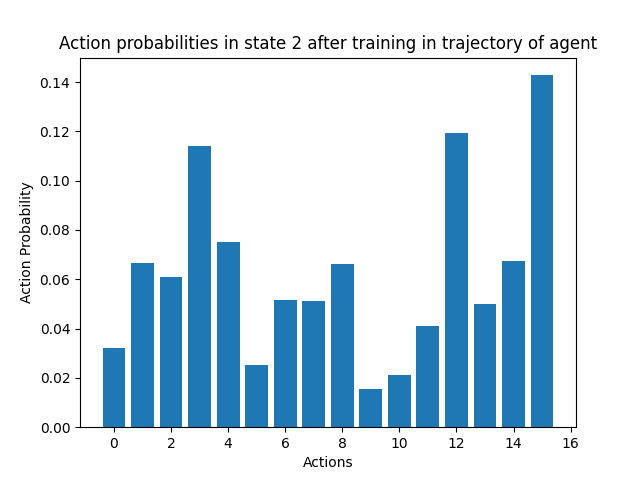 Action probabilities in state 2 after training in trajectory of agent
0.14
0.12
0.10
0.08
0.06
0.04
0.02
0.00
Action Probability
0 2 4 6 8 10 12 14 16
Actions